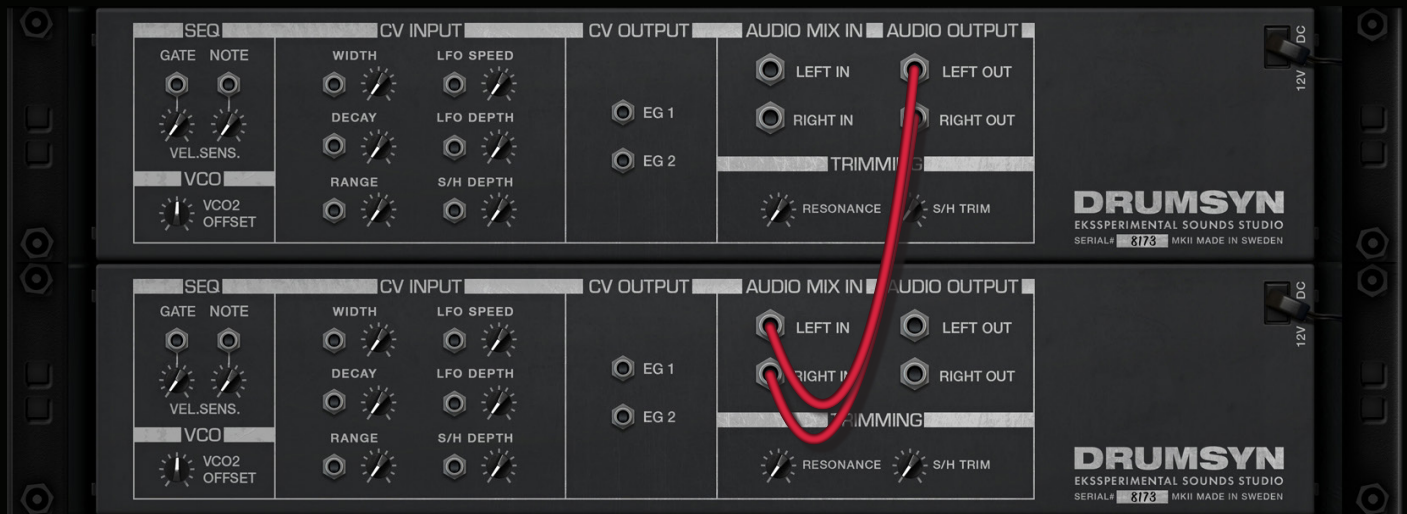 SEQ CV INPUT CV OUTPUT AUDIO MIX IN AUDIO OUTPUT
GATE NOTE WIDTH LFO SPEED
LEFT IN LEFT OUT
12V DC
EG 1
DECAY LFO DEPTH
RIGHT IN RIGHT OUT
VEL.SENS.
EG 2
TRIMMING
VCO RANGE S/H DEPTH
VCO2
OFFSET
RESONANCE S/H TRIM
DRUMSYN
EKSSPERIMENTAL SOUNDS STUDIO
SERIAL# 8173 MKII MADE IN SWEDEN
SEQ CV INPUT CV OUTPUT AUDIO MIX IN AUDIO OUTPUT
GATE NOTE WIDTH LFO SPEED
LEFT IN LEFT OUT
12V DC
EG 1
DECAY LFO DEPTH
RIGHT IN RIGHT OUT
VEL.SENS.
EG 2
TRIMMING
VCO RANGE S/H DEPTH
VCO2
OFFSET
RESONANCE S/H TRIM
DRUMSYN
EKSSPERIMENTAL SOUNDS STUDIO
SERIAL# 8173 MKII MADE IN SWEDEN